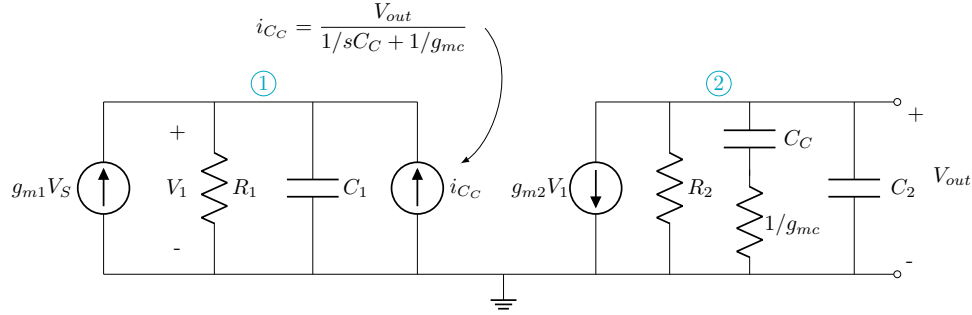 i_{C_C} = \frac{V_{out}}{1/sC_C + 1/g_{mc}}
1
2
+
+
C_C
g_{m1}V_S
V_1
R_1
C_1
i_{C_C}
g_{m2}V_1
R_2
C_2
V_{out}
1/g_{mc}
-
-